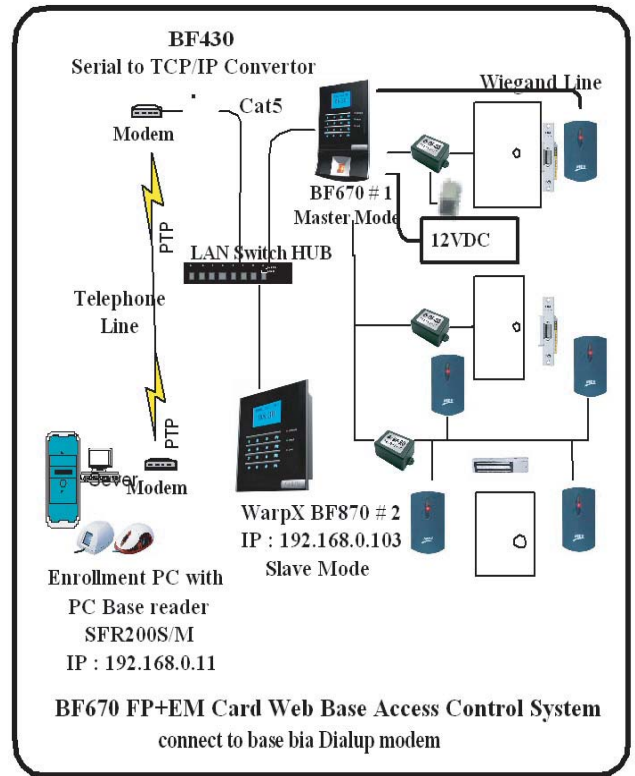 BF430
Serial to TCP/IP Convertor
Cat5
Modem
Wiegand Line
BF670 # 1
Master Mode
12VDC
PTP
LAN Switch HUB
Telephone
Line
PTP
Sever
Modem
WarpX BF870 # 2
IP : 192.168.0.103
Slave Mode
Enrollment PC with
PC Base reader
SFR200S/M
IP : 192.168.0.11
BF670 FP+EM Card Web Base Access Control System
connect to base bia Dialup modem